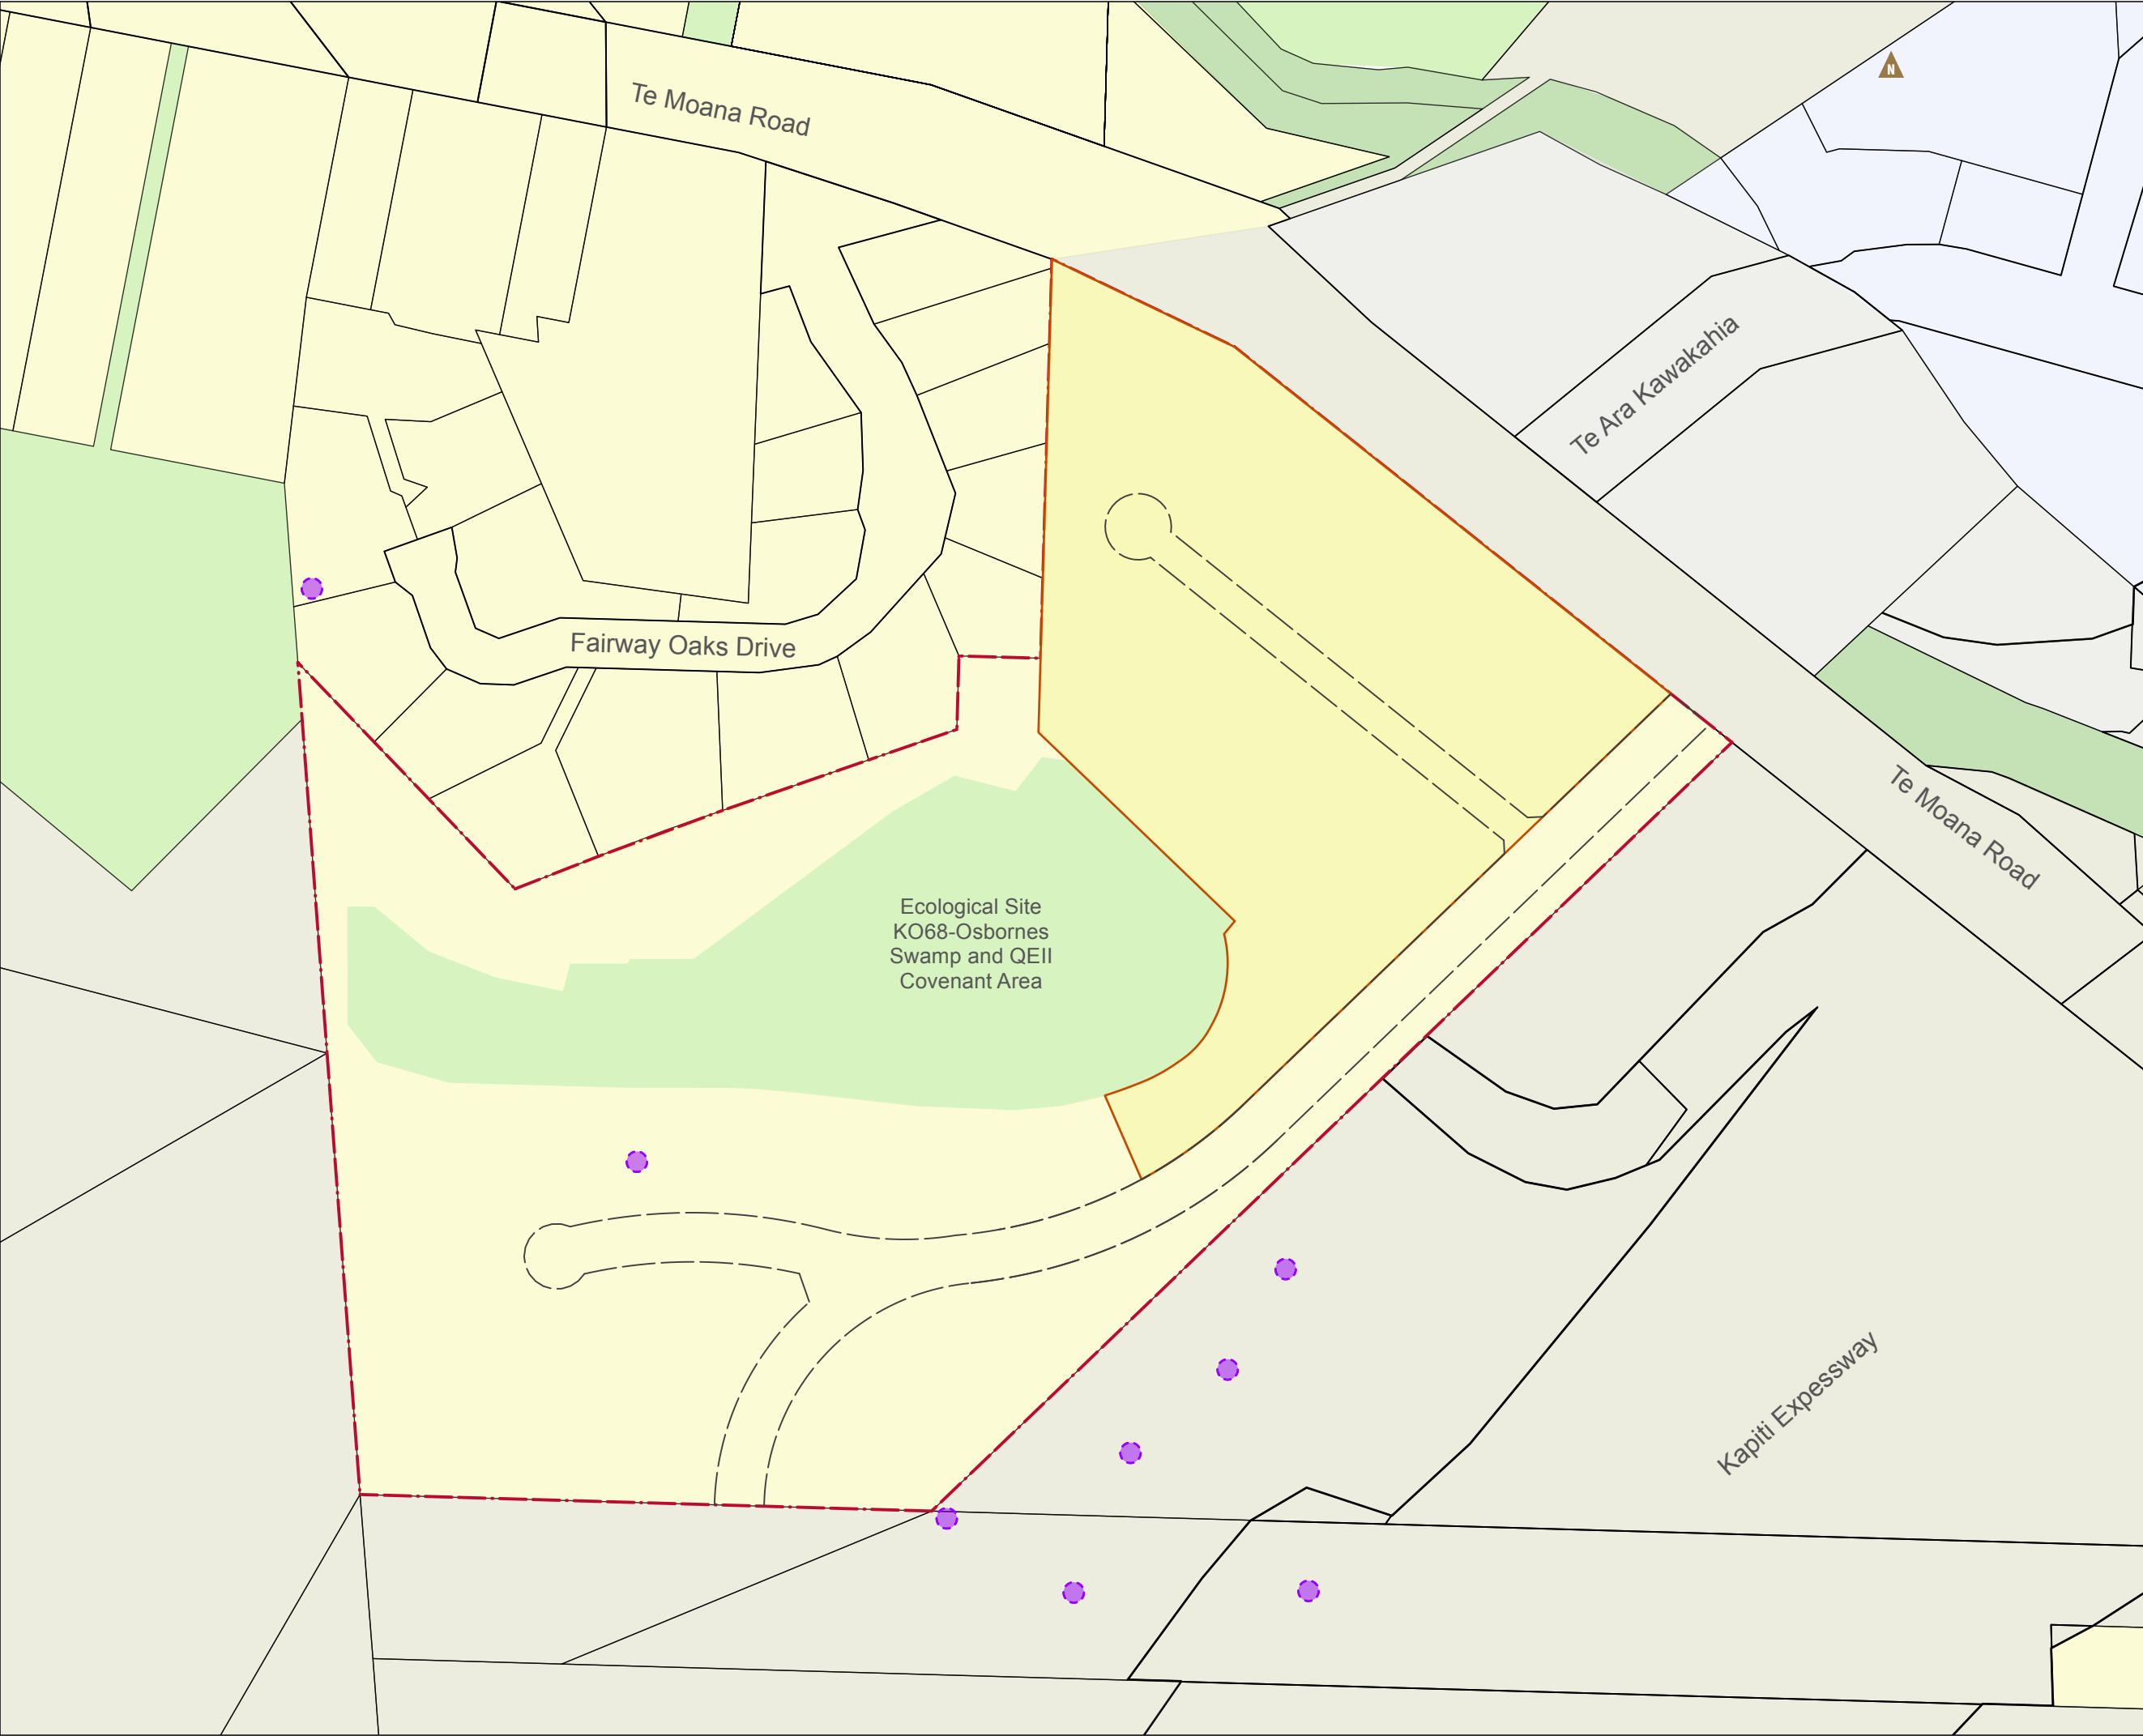 N
Te Moana Road
Te Ara Kawakahia
Fairway Oaks Drive
Te Moana Road
Ecological Site
KO68-Osbornes
Swamp and QEII
Covenant Area
Kapiti Expessway